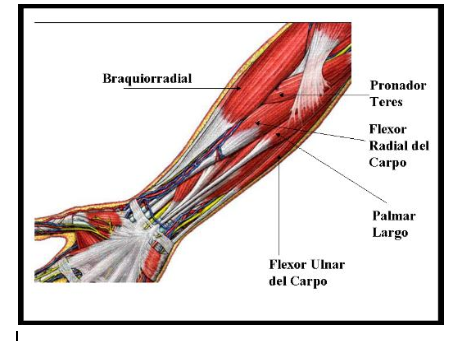 Braquiorradial
Pronador
Teres
Flexor
Radial del
Carpo
Palmar
Largo
Flexor Ulnar
del Carpo